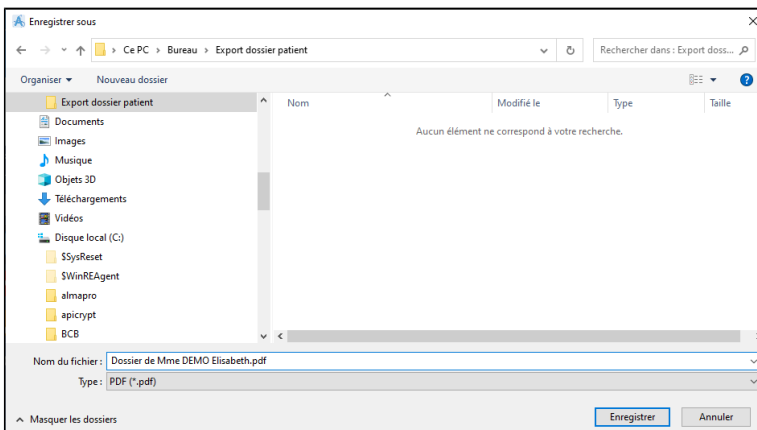 Enregistrer sous
Ce PC > Bureau > Export dossier patient
Rechercher dans : Export doss...
Organiser
Nouveau dossier
Nom
Modifié le
Type
Taille
Aucun élément ne correspond à votre recherche.
Export dossier patient
Documents
Images
Musique
Objets 3D
Téléchargements
Vidéos
Disque local (C:)
$SysReset
$WinREAgent
almapro
apicrypt
BCB
Nom du fichier : Dossier de Mme DEMO Elisabeth.pdf
Type : PDF (*.pdf)
Masquer les dossiers
Enregistrer
Annuler